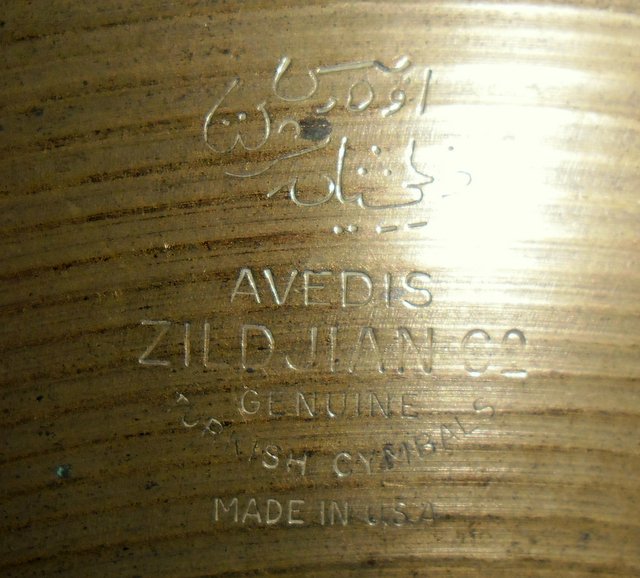 AVEDIS
ZILDJIAN CO
GENUINE
TURKISH CYMBALS
MADE IN U.S.A.